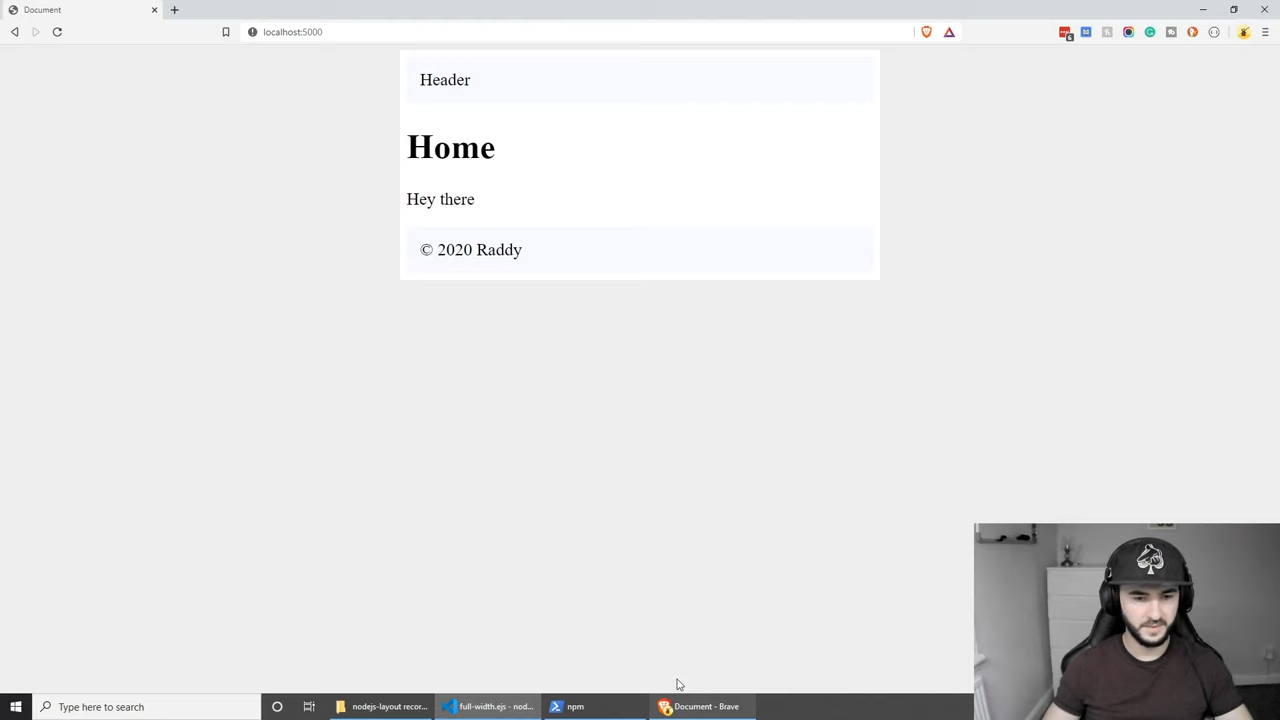 Document
localhost:5000
6
Header
Home
Hey there
© 2020 Raddy
Type here to search
nodejs-layout recor...
full-width.ejs - nod...
npm
Document - Brave